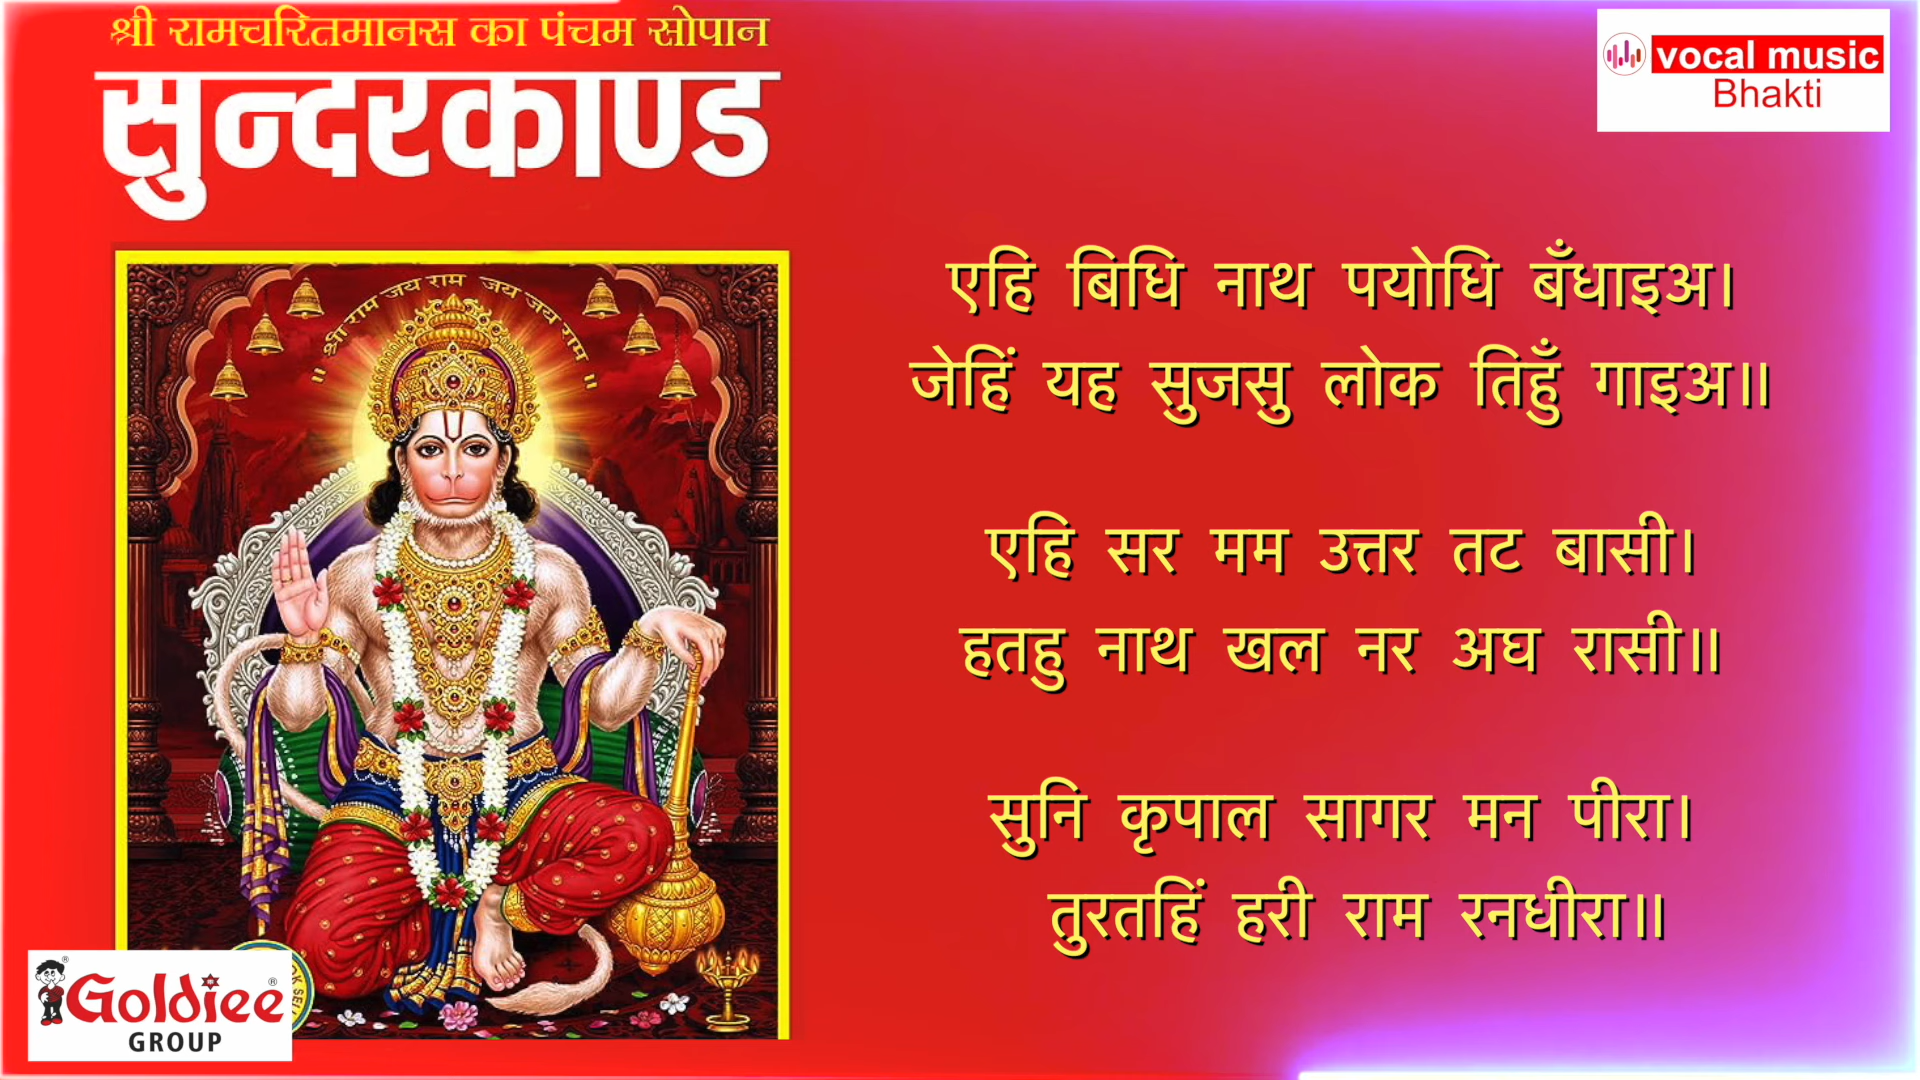 श्री रामचरितमानस का पंचम सोपान
सुन्दरकाण्ड
॥ श्री राम जय राम जय जय राम ॥
vocal music
Bhakti
एहि बिधि नाथ पयोधि बँधाइअ।
जेहिं यह सुजसु लोक तिहुँ गाइअ॥
एहि सर मम उत्तर तट बासी।
हतहु नाथ खल नर अघ रासी॥
सुनि कृपाल सागर मन पीरा।
तुरतहिं हरी राम रनधीरा॥
Goldiee
GROUP